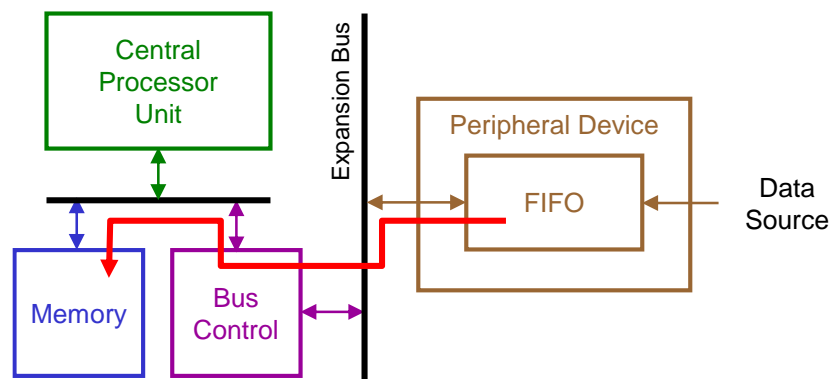 Central
Processor
Unit
Expansion Bus
Peripheral Device
FIFO
Data
Source
Memory
Bus
Control